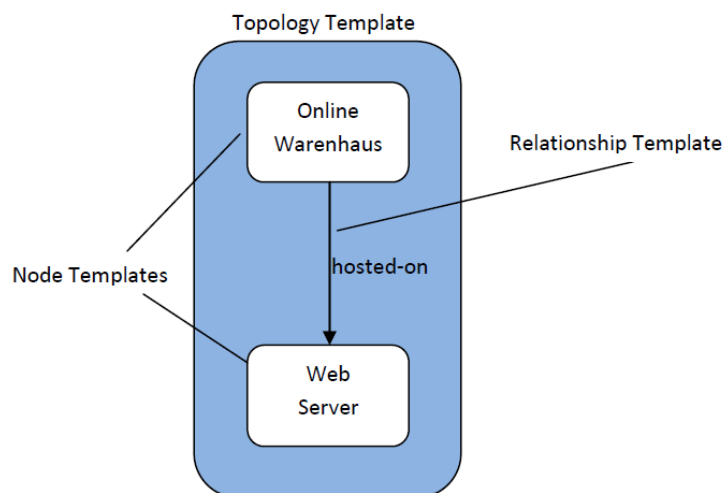 Topology Template
Online
Warenhaus
Relationship Template
hosted-on
Node Templates
Web
Server